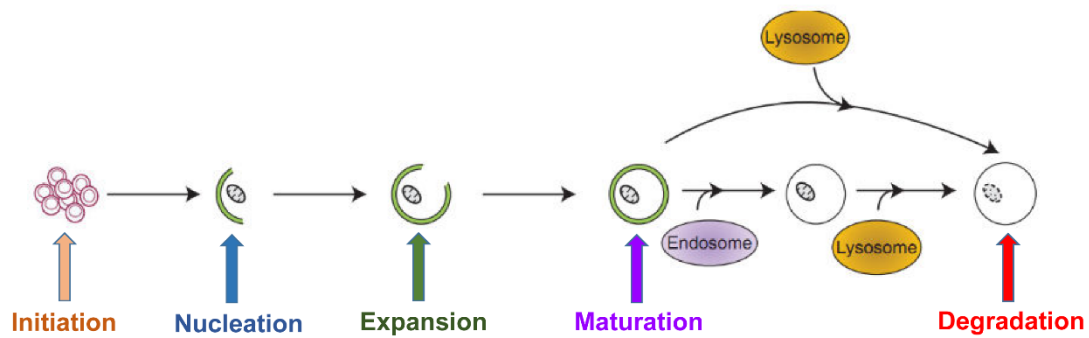 Lysosome
Endosome
Lysosome
Initiation
Nucleation
Expansion
Maturation
Degradation